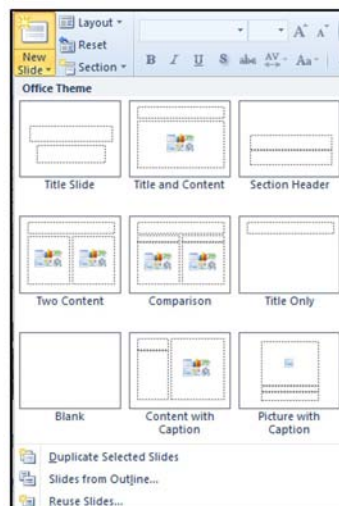 Layout
Reset
New
Slide
Section
B I U S abc AV Aa
A A
Office Theme
Title Slide
Title and Content
Section Header
Two Content
Comparison
Title Only
Blank
Content with
Caption
Picture with
Caption
Duplicate Selected Slides
Slides from Outline...
Reuse Slides...